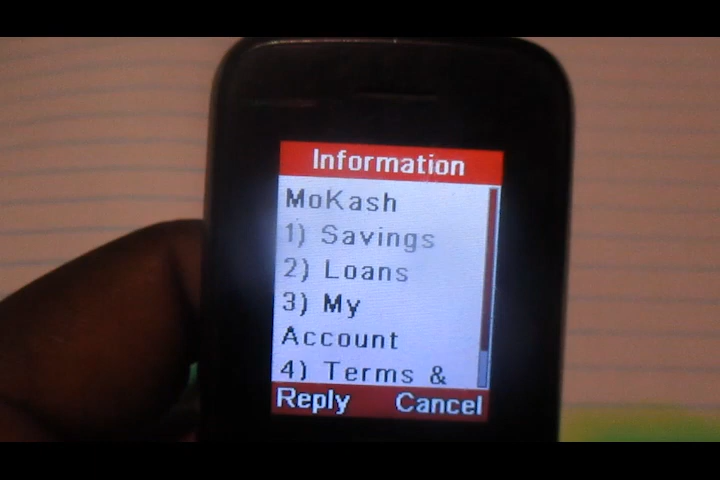 Information
MoKash
1) Savings
2) Loans
3) My
Account
4) Terms &
Reply Cancel